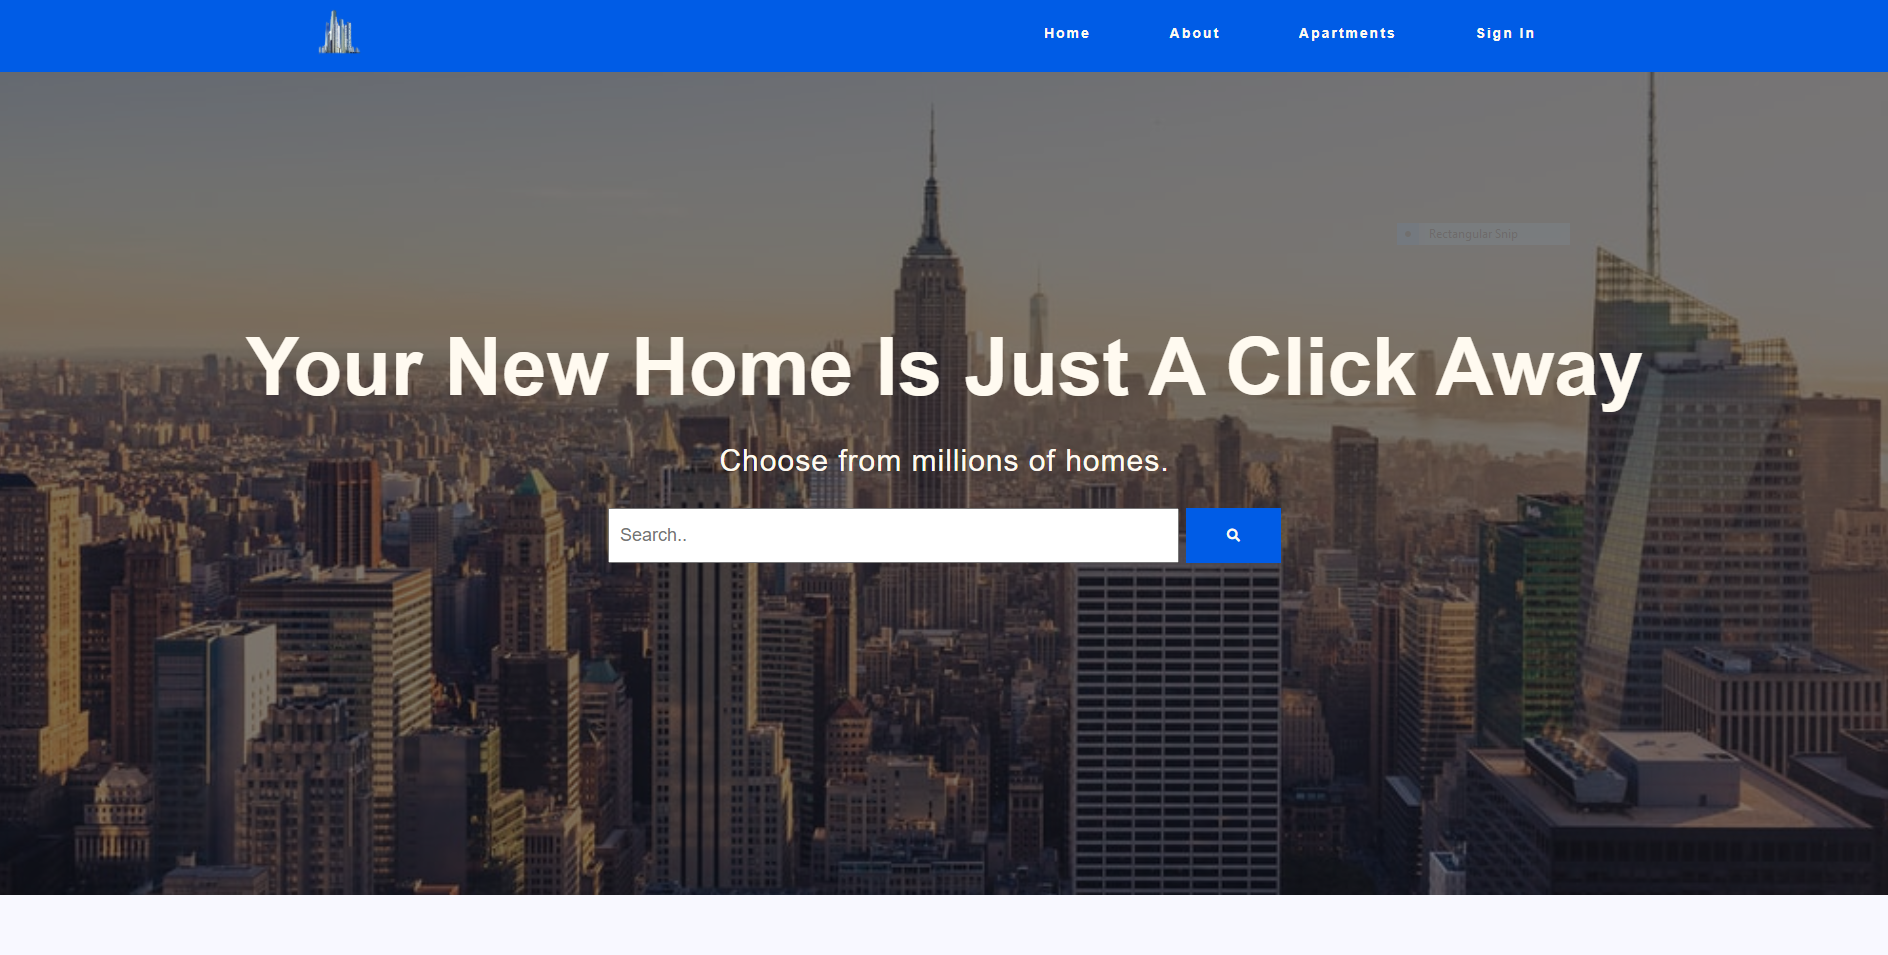 Home About Apartments Sign In
Rectangular Snip
Your New Home Is Just A Click Away
Choose from millions of homes.
Search..